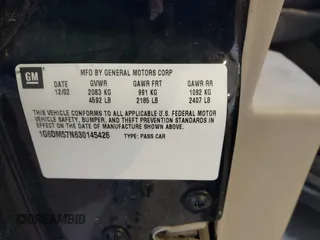 GM
MFD BY GENERAL MOTORS CORP
DATE GVWR GAWR FRT GAWR RR
12/02 2083 KG 991 KG 1092 KG
4592 LB 2185 LB 2407 LB
THIS VEHICLE CONFORMS TO ALL APPLICABLE U.S. FEDERAL MOTOR
VEHICLE SAFETY, BUMPER, AND THEFT PREVENTION STANDARDS IN
EFFECT ON THE DATE OF MANUFACTURE SHOWN ABOVE.
1G6DM57N630145426 TYPE: PASS CAR
DREAMBID